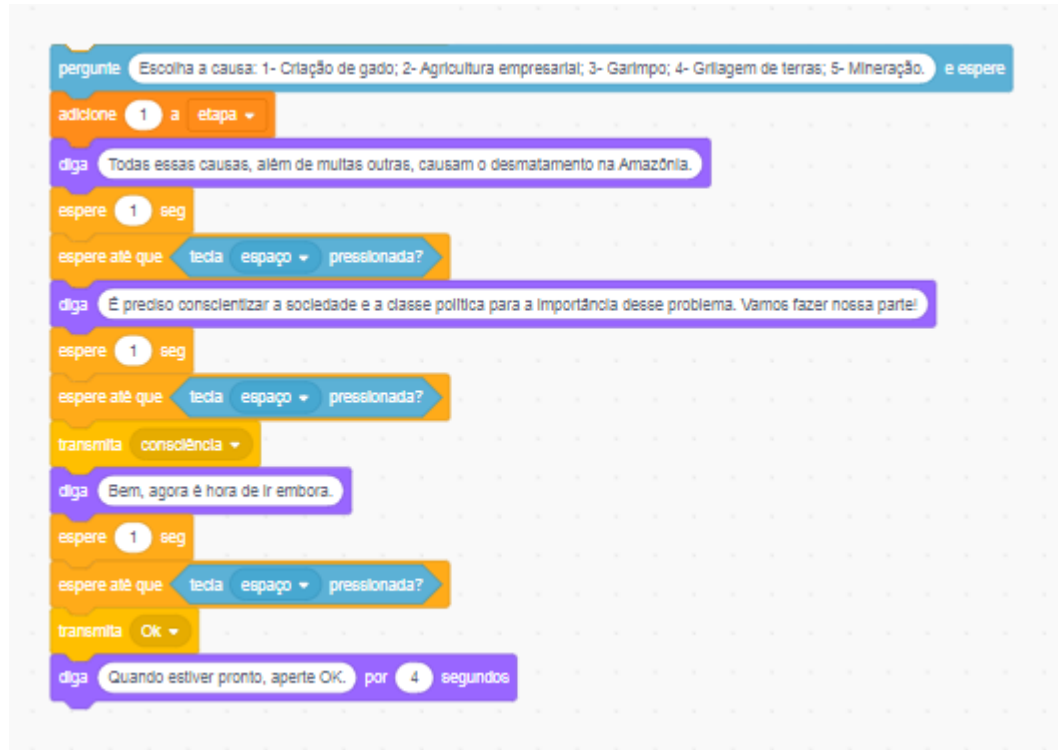 pergunte Escolha a causa: 1- Criação de gado; 2- Agricultura empresarial; 3- Garimpo; 4- Grilagem de terras; 5- Mineração. e espere
adicione 1 a etapa
diga Todas essas causas, além de muitas outras, causam o desmatamento na Amazônia.
espere 1 seg
espere até que tecla espaço pressionada?
diga É preciso conscientizar a sociedade e a classe política para a importância desse problema. Vamos fazer nossa parte!
espere 1 seg
espere até que tecla espaço pressionada?
transmita consciência
diga Bem, agora é hora de ir embora.
espere 1 seg
espere até que tecla espaço pressionada?
transmita Ok
diga Quando estiver pronto, aperte OK. por 4 segundos